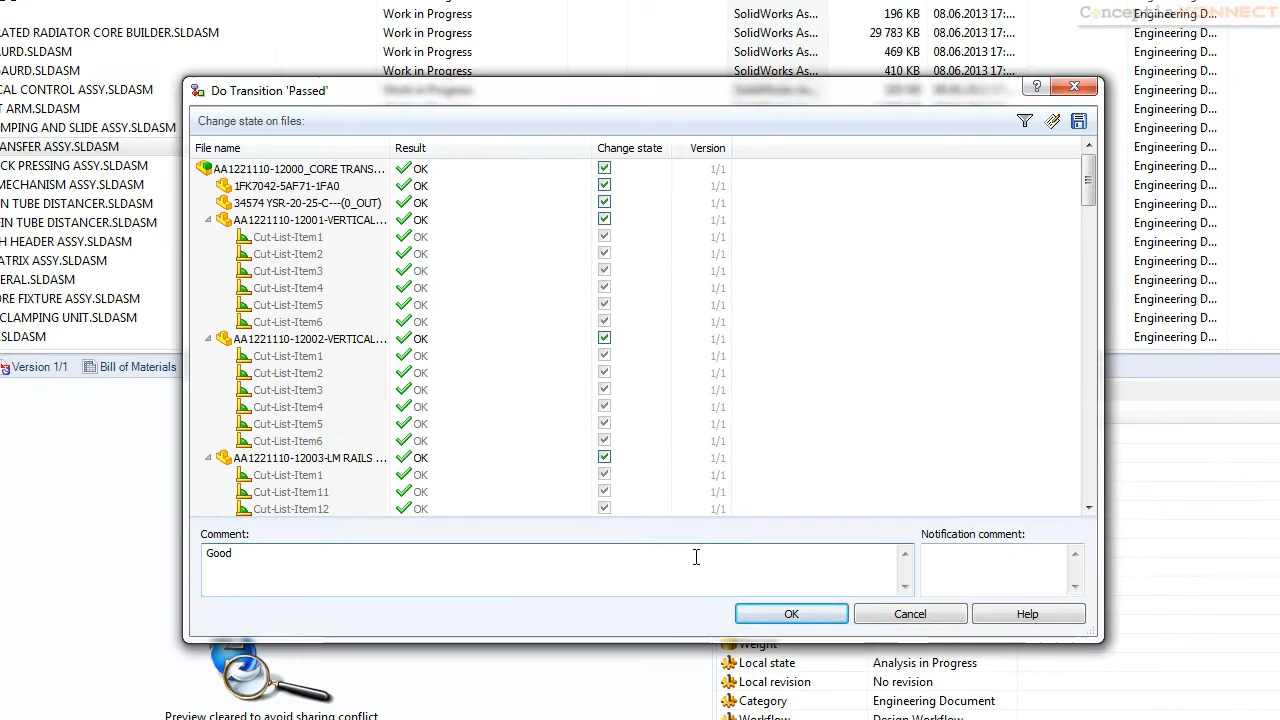 Work in Progress SolidWorks As... 196 KB 08.06.2013 17:... Engineering D...
RATED RADIATOR CORE BUILDER.SLDASM Work in Progress SolidWorks As... 29 783 KB 08.06.2013 17:... Engineering D...
AURD.SLDASM Work in Progress SolidWorks As... 469 KB 08.06.2013 17:... Engineering D...
GAURD.SLDASM Work in Progress SolidWorks As... 410 KB 08.06.2013 17:... Engineering D...
CAL CONTROL ASSY.SLDASM Engineering D...
T ARM.SLDASM Engineering D...
MPING AND SLIDE ASSY.SLDASM Engineering D...
ANSFER ASSY.SLDASM Engineering D...
CK PRESSING ASSY.SLDASM Engineering D...
MECHANISM ASSY.SLDASM Engineering D...
IN TUBE DISTANCER.SLDASM Engineering D...
FIN TUBE DISTANCER.SLDASM Engineering D...
H HEADER ASSY.SLDASM Engineering D...
ATRIX ASSY.SLDASM Engineering D...
ERAL.SLDASM Engineering D...
ORE FIXTURE ASSY.SLDASM Engineering D...
CLAMPING UNIT.SLDASM Engineering D...
.SLDASM Engineering D...
Version 1/1 Bill of Materials
Do Transition 'Passed' ?
Change state on files:
File name Result Change state Version
AA1221110-12000_CORE TRANS... OK 1/1
1FK7042-5AF71-1FA0 OK 1/1
34574 YSR-20-25-C---(0_OUT) OK 1/1
AA1221110-12001-VERTICAL... OK 1/1
Cut-List-Item1 OK 1/1
Cut-List-Item2 OK 1/1
Cut-List-Item3 OK 1/1
Cut-List-Item4 OK 1/1
Cut-List-Item5 OK 1/1
Cut-List-Item6 OK 1/1
AA1221110-12002-VERTICAL... OK 1/1
Cut-List-Item1 OK 1/1
Cut-List-Item2 OK 1/1
Cut-List-Item3 OK 1/1
Cut-List-Item4 OK 1/1
Cut-List-Item5 OK 1/1
Cut-List-Item6 OK 1/1
AA1221110-12003-LM RAILS ... OK 1/1
Cut-List-Item1 OK 1/1
Cut-List-Item11 OK 1/1
Cut-List-Item12 OK 1/1
Comment: Notification comment:
Good
OK Cancel Help
Weight
Local state Analysis in Progress
Local revision No revision
Category Engineering Document
Workflow Design Workflow
Preview cleared to avoid sharing conflict